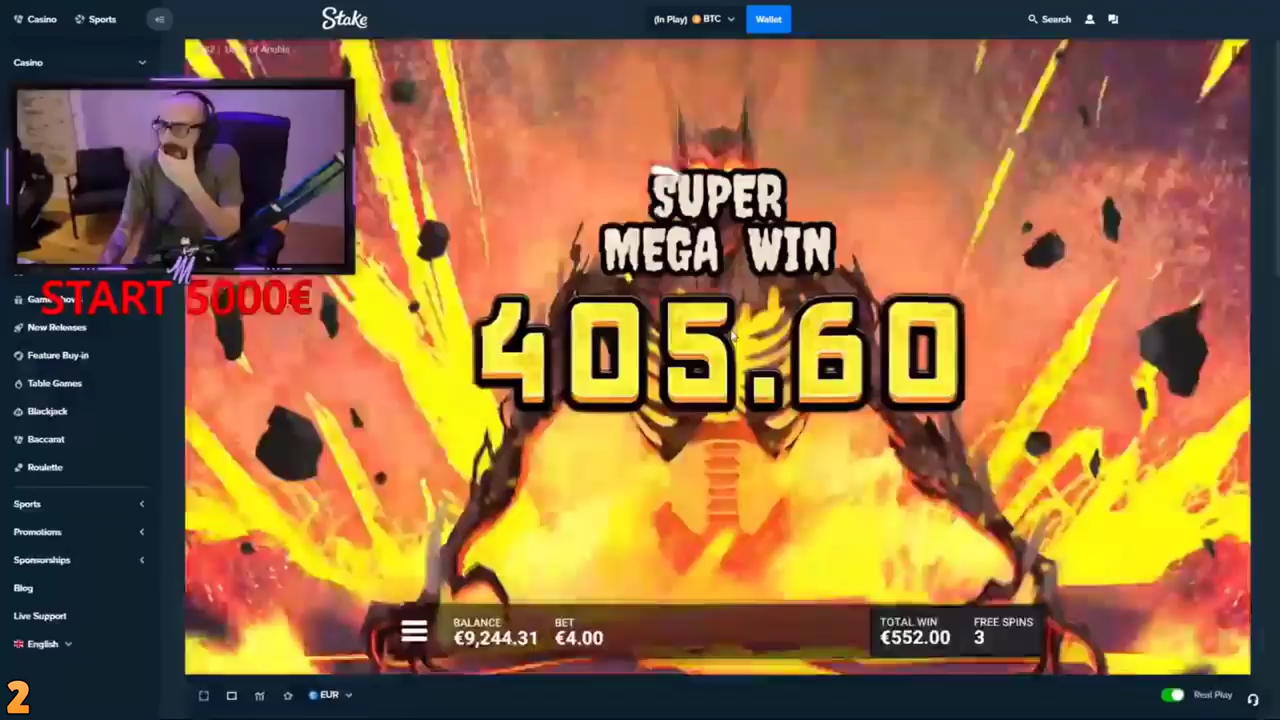 Casino
Sports
Stake
(In Play) BTC
Wallet
Search
Casino
of Anubis
START 5000€
New Releases
Feature Buy-in
Table Games
Blackjack
Baccarat
Roulette
Sports
Promotions
Sponsorships
Blog
Live Support
English
SUPER
MEGA WIN
405.60
BALANCE
€9,244.31
BET
€4.00
TOTAL WIN
€552.00
FREE SPINS
3
EUR
Real Play
2